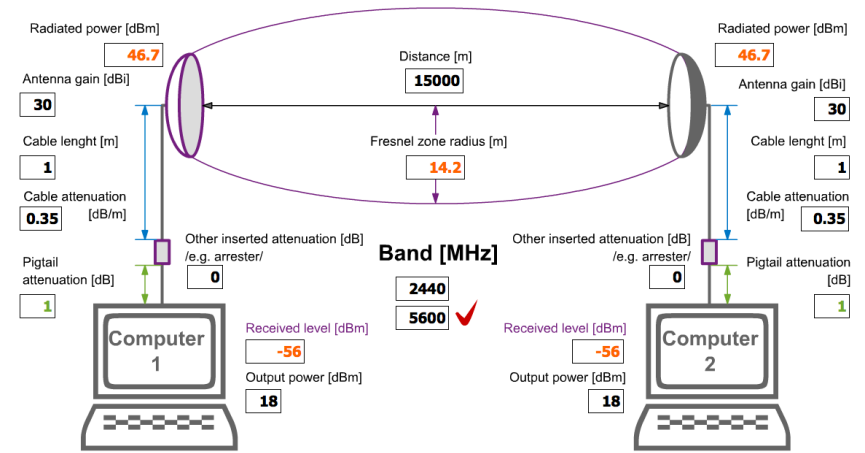 Radiated power [dBm]
46.7
Antenna gain [dBi]
30
Cable lenght [m]
1
Cable attenuation
0.35 [dB/m]
Pigtail
attenuation [dB]
1
Other inserted attenuation [dB]
/e.g. arrester/
0
Computer
1
Received level [dBm]
-56
Output power [dBm]
18
Distance [m]
15000
Fresnel zone radius [m]
14.2
Band [MHz]
2440
5600
Radiated power [dBm]
46.7
Antenna gain [dBi]
30
Cable lenght [m]
1
Cable attenuation
[dB/m] 0.35
Pigtail attenuation
[dB]
1
Other inserted attenuation [dB]
/e.g. arrester/
0
Received level [dBm]
-56
Output power [dBm]
18
Computer
2